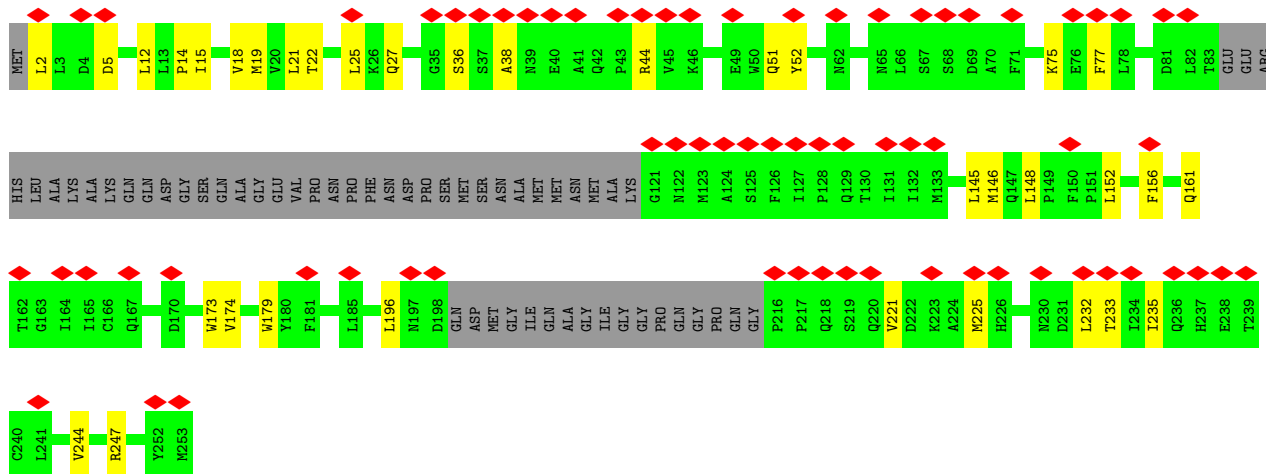 MET L2 L3 D4 D5 L12 L13 P14 I15 V18 M19 V20 L21 T22 L25 K26 Q27 G35 S36 S37 A38 N39 E40 A41 Q42 P43 R44 V45 K46 E49 W50 Q51 Y52 N62 N65 L66 S67 S68 D69 A70 F71 K75 E76 F77 L78 D81 L82 T83 GLU GLU ARG
HIS LEU ALA LYS ALA LYS GLN GLN ASP GLY SER GLN ALA GLY GLU VAL PRO ASN PRO PHE ASN ASP PRO SER MET SER ASN ALA MET MET ASN MET ALA LYS G121 N122 M123 A124 S125 F126 I127 P128 Q129 T130 I131 I132 M133 L145 M146 Q147 L148 P149 F150 P151 L152 F156 Q161
T162 G163 I164 I165 C166 Q167 D170 W173 V174 W179 Y180 F181 L185 L196 N197 D198 GLN ASP MET GLY ILE GLN ALA GLY ILE GLY GLY PRO GLN GLY PRO GLN GLY P216 P217 Q218 S219 Q220 V221 D222 K223 A224 M225 H226 N230 D231 L232 T233 I234 I235 Q236 H237 E238 T239
C240 L241 V244 R247 Y252 M253